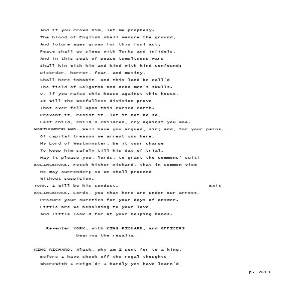 And if you crown him, let me prophesy,
The blood of English shall manure the ground,
And future ages groan for this foul act;
Peace shall go sleep with Turks and infidels,
And in this seat of peace tumultuous wars
Shall kin with kin and kind with kind confound;
Disorder, horror, fear, and mutiny,
Shall here inhabit, and this land be call'd
The field of Golgotha and dead men's skulls.
O, if you raise this house against this house,
It will the woefullest division prove
That ever fell upon this cursed earth.
Prevent it, resist it, let it not be so,
Lest child, child's children, cry against you woe.
NORTHUMBERLAND. Well have you argued, sir; and, for your pains,
Of capital treason we arrest you here.
My Lord of Westminster, be it your charge
To keep him safely till his day of trial.
May it please you, lords, to grant the commons' suit?
BOLINGBROKE. Fetch hither Richard, that in common view
He may surrender; so we shall proceed
Without suspicion.
YORK. I will be his conduct. Exit
BOLINGBROKE. Lords, you that here are under our arrest,
Procure your sureties for your days of answer.
Little are we beholding to your love,
And little look'd for at your helping hands.
Re-enter YORK, with KING RICHARD, and OFFICERS
bearing the regalia
KING RICHARD. Alack, why am I sent for to a king,
Before I have shook off the regal thoughts
Wherewith I reign'd? I hardly yet have learn'd